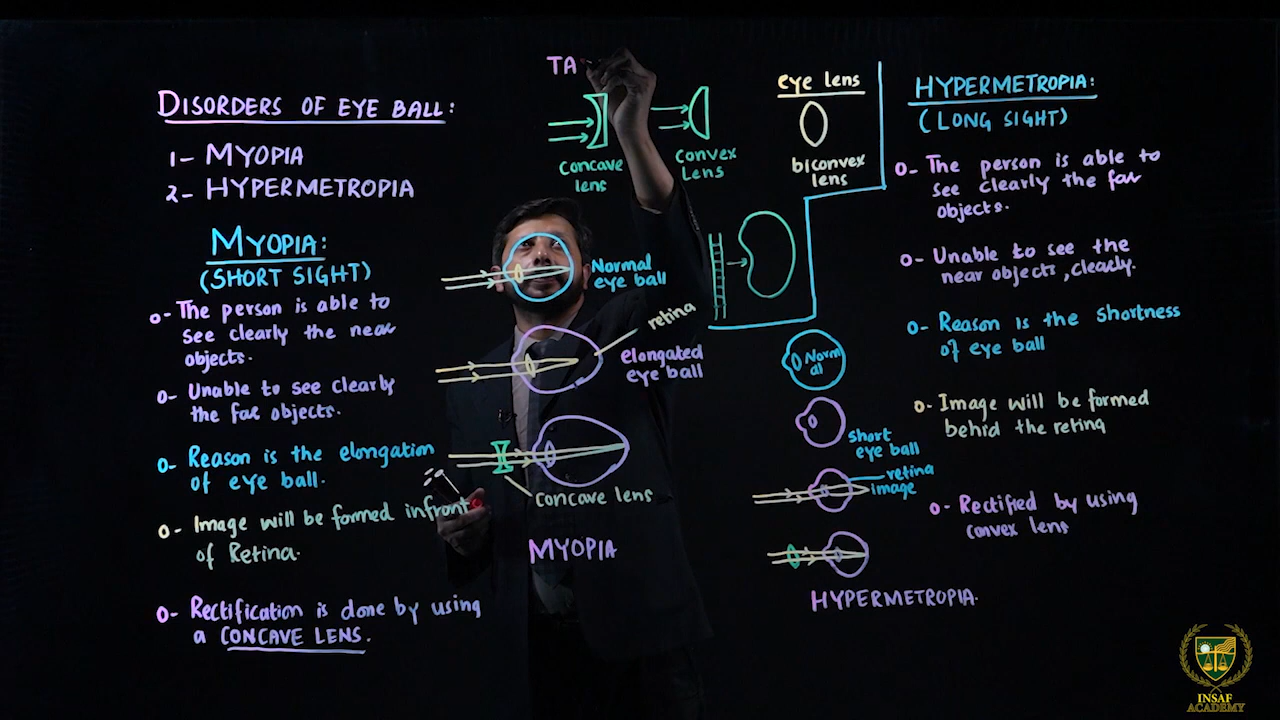 DISORDERS OF EYE BALL:
1- MYOPIA
2- HYPERMETROPIA
MYOPIA:
(SHORT SIGHT)
o- The person is able to
see clearly the near
objects.
o- Unable to see clearly
the far objects.
o- Reason is the elongation
of eye ball.
o- Image will be formed infront
of Retina.
o- Rectification is done by using
a CONCAVE LENS.
TA
concave
lens
convex
Lens
eye lens
biconvex
lens
Normal
eye ball
retina
elongated
eye ball
concave lens
MYOPIA
Norm
al
short
eye ball
retina
image
HYPERMETROPIA.
HYPERMETROPIA:
(LONG SIGHT)
o- The person is able to
see clearly the far
objects.
o- Unable to see the
near objects, clearly.
o- Reason is the shortness
of eye ball
o- Image will be formed
behid the retina
o- Rectified by using
convex lens
INSAF
ACADEMY